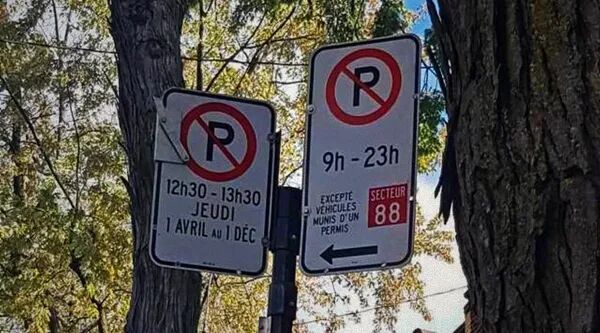 P
12h30 - 13h30
JEUDI
1 AVRIL AU 1 DÉC
P
9h - 23h
EXCEPTÉ
VÉHICULES
MUNIS D'UN
PERMIS
SECTEUR
88